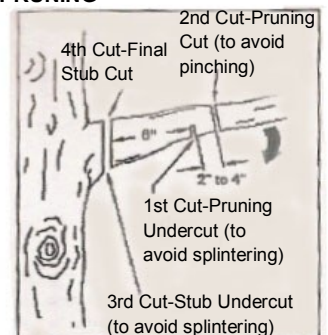 PRUNING
2nd Cut-Pruning
Cut (to avoid
pinching)
4th Cut-Final
Stub Cut
6"
2" to 4"
1st Cut-Pruning
Undercut (to
avoid splintering)
3rd Cut-Stub Undercut
(to avoid splintering)